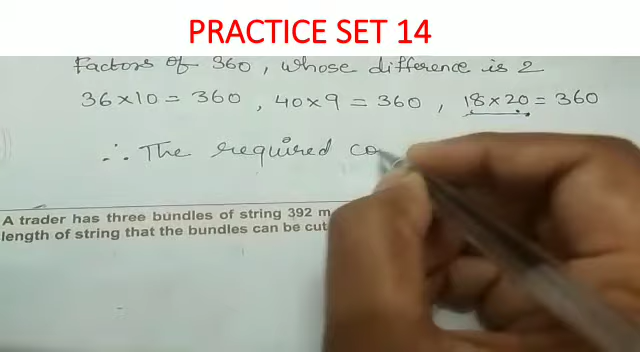 PRACTICE SET 14
Factors of 360, whose difference is 2
36×10 = 360, 40×9 = 360, 18×20 = 360
∴ The required co
A trader has three bundles of string 392 m
length of string that the bundles can be cut